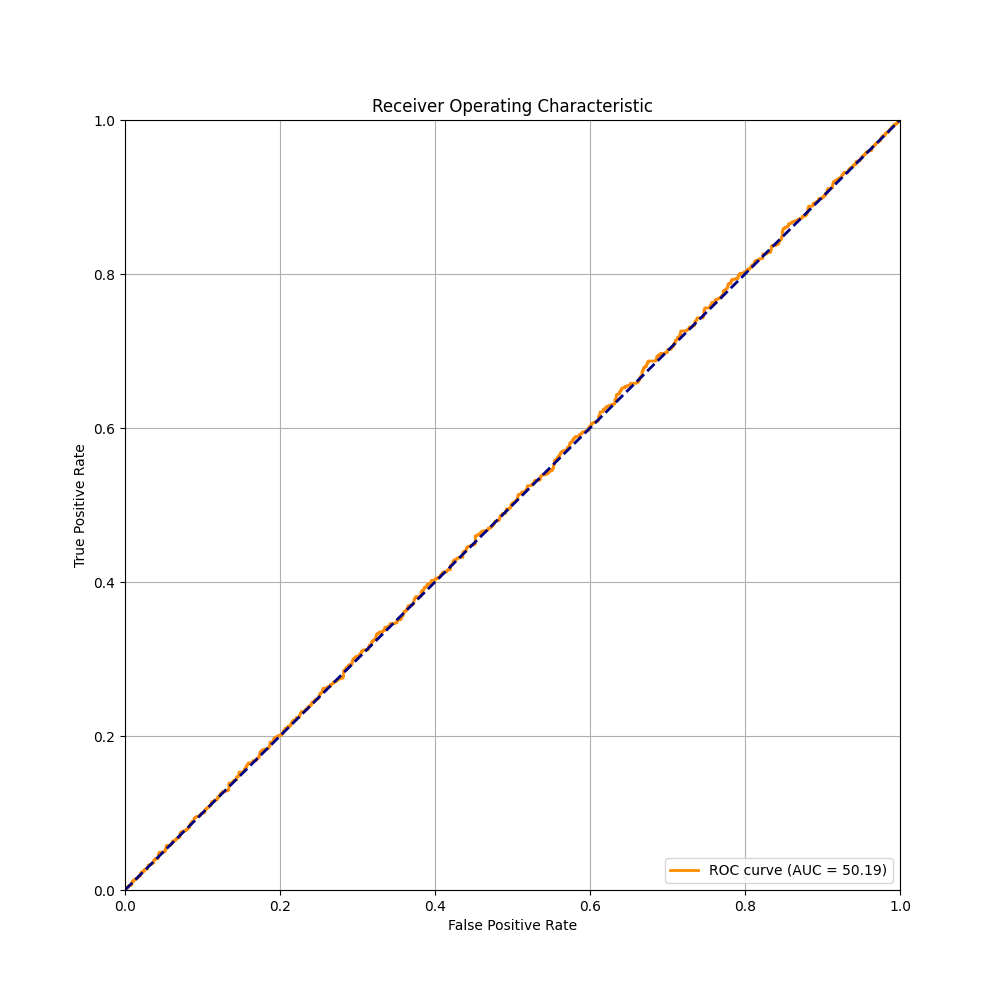 Receiver Operating Characteristic
1.0
0.8
0.6
0.4
0.2
0.0
True Positive Rate
0.0 0.2 0.4 0.6 0.8 1.0
False Positive Rate
ROC curve (AUC = 50.19)